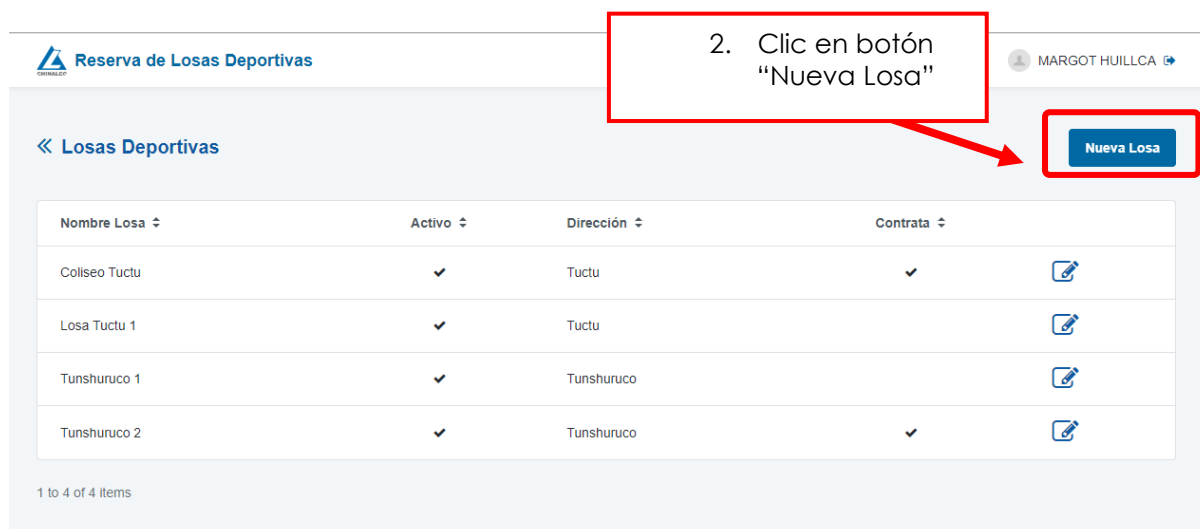 2. Clic en botón
“Nueva Losa”
CHINALCO
Reserva de Losas Deportivas
MARGOT HUILLCA
Losas Deportivas
Nueva Losa
Nombre Losa Activo Dirección Contrata
Coliseo Tuctu Tuctu
Losa Tuctu 1 Tuctu
Tunshuruco 1 Tunshuruco
Tunshuruco 2 Tunshuruco
1 to 4 of 4 items